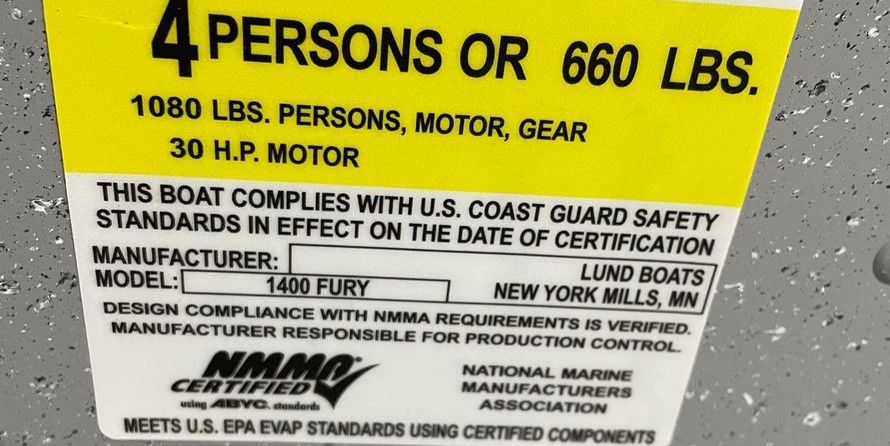 4 PERSONS OR 660 LBS.
1080 LBS. PERSONS, MOTOR, GEAR
30 H.P. MOTOR
THIS BOAT COMPLIES WITH U.S. COAST GUARD SAFETY
STANDARDS IN EFFECT ON THE DATE OF CERTIFICATION
MANUFACTURER: LUND BOATS
MODEL: 1400 FURY NEW YORK MILLS, MN
DESIGN COMPLIANCE WITH NMMA REQUIREMENTS IS VERIFIED.
MANUFACTURER RESPONSIBLE FOR PRODUCTION CONTROL.
NMMA®
CERTIFIED
using ABYC. standards
NATIONAL MARINE
MANUFACTURERS
ASSOCIATION
MEETS U.S. EPA EVAP STANDARDS USING CERTIFIED COMPONENTS